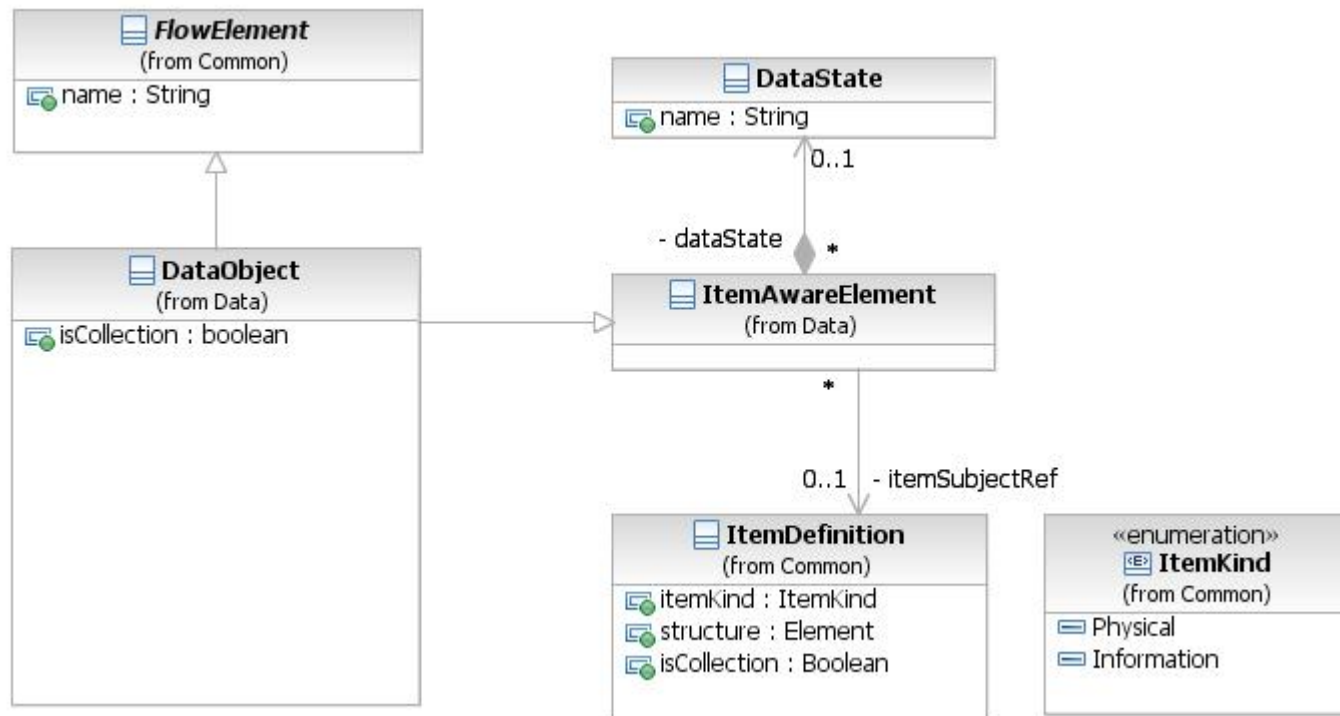 FlowElement
(from Common)
name : String
DataState
name : String
0..1
- dataState
*
DataObject
(from Data)
isCollection : boolean
ItemAwareElement
(from Data)
*
0..1
- itemSubjectRef
ItemDefinition
(from Common)
itemKind : ItemKind
structure : Element
isCollection : Boolean
«enumeration»
<E> ItemKind
(from Common)
Physical
Information